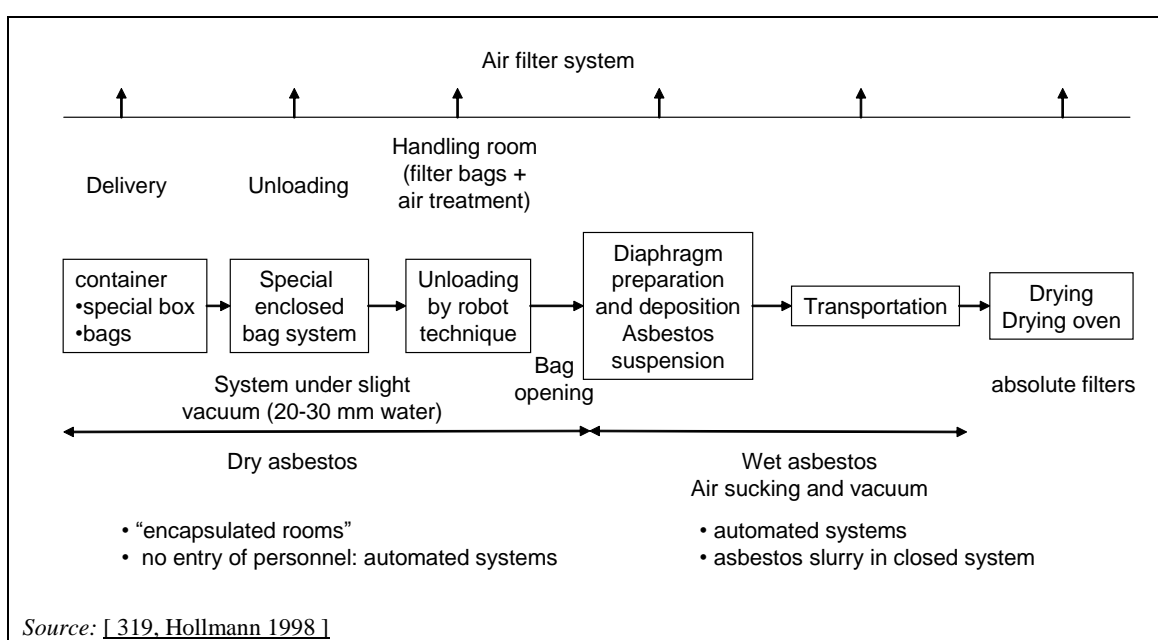 Air filter system
Delivery
Unloading
Handling room
(filter bags +
air treatment)
container
•special box
•bags
Special
enclosed
bag system
Unloading
by robot
technique
Diaphragm
preparation
and deposition
Asbestos
suspension
Transportation
Drying
Drying oven
Bag
opening
absolute filters
System under slight
vacuum (20-30 mm water)
Dry asbestos
Wet asbestos
Air sucking and vacuum
• “encapsulated rooms”
• no entry of personnel: automated systems
• automated systems
• asbestos slurry in closed system
Source: [ 319, Hollmann 1998 ]